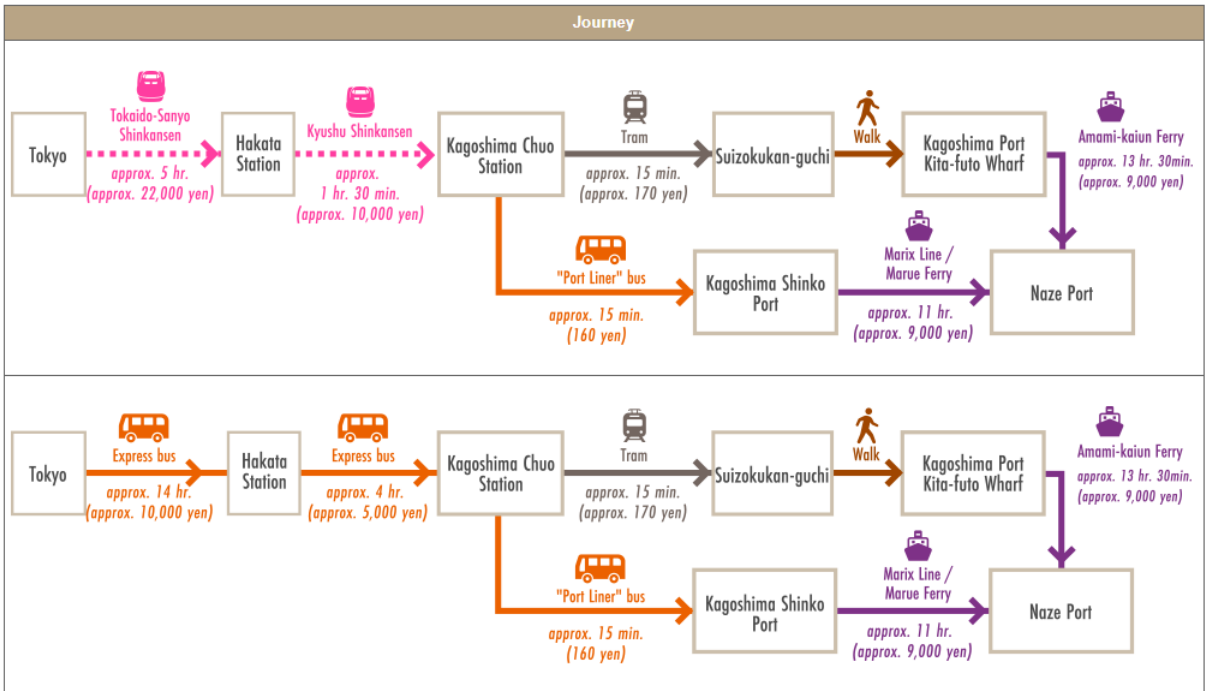 Journey
Tokyo
Tokaido-Sanyo
Shinkansen
approx. 5 hr.
(approx. 22,000 yen)
Hakata
Station
Kyushu Shinkansen
approx.
1 hr. 30 min.
(approx. 10,000 yen)
Kagoshima Chuo
Station
Tram
approx. 15 min.
(approx. 170 yen)
Suizokukan-guchi
Walk
Kagoshima Port
Kita-futo Wharf
Amami-kaiun Ferry
approx. 13 hr. 30min.
(approx. 9,000 yen)
"Port Liner" bus
approx. 15 min.
(160 yen)
Kagoshima Shinko
Port
Marix Line /
Marue Ferry
approx. 11 hr.
(approx. 9,000 yen)
Naze Port
Tokyo
Express bus
approx. 14 hr.
(approx. 10,000 yen)
Hakata
Station
Express bus
approx. 4 hr.
(approx. 5,000 yen)
Kagoshima Chuo
Station
Tram
approx. 15 min.
(approx. 170 yen)
Suizokukan-guchi
Walk
Kagoshima Port
Kita-futo Wharf
Amami-kaiun Ferry
approx. 13 hr. 30min.
(approx. 9,000 yen)
"Port Liner" bus
approx. 15 min.
(160 yen)
Kagoshima Shinko
Port
Marix Line /
Marue Ferry
approx. 11 hr.
(approx. 9,000 yen)
Naze Port